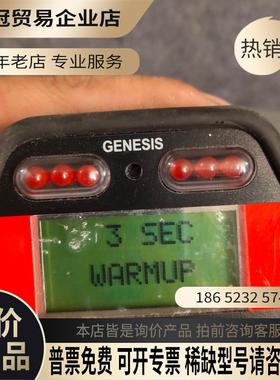 冠贸易企业店
年老店 专业服务
热销
GENESIS
3 SEC
WARMUP
186 5232 574
价
品
本店皆是询价产品 拍前咨询客服
普票免费 可开专票 稀缺型号请咨